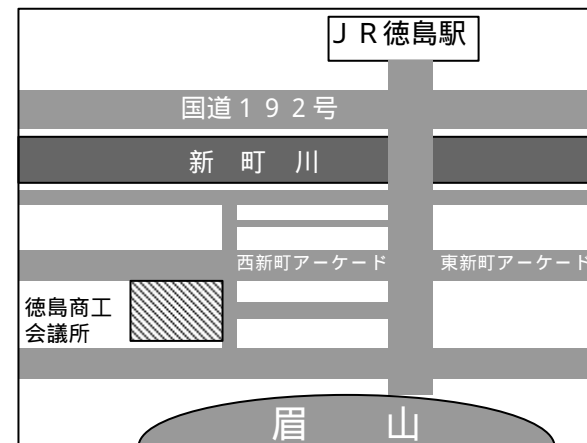 ＪＲ徳島駅
国道１９２号
新町川
西新町アーケード
東新町アーケード
徳島商工
会議所
眉山